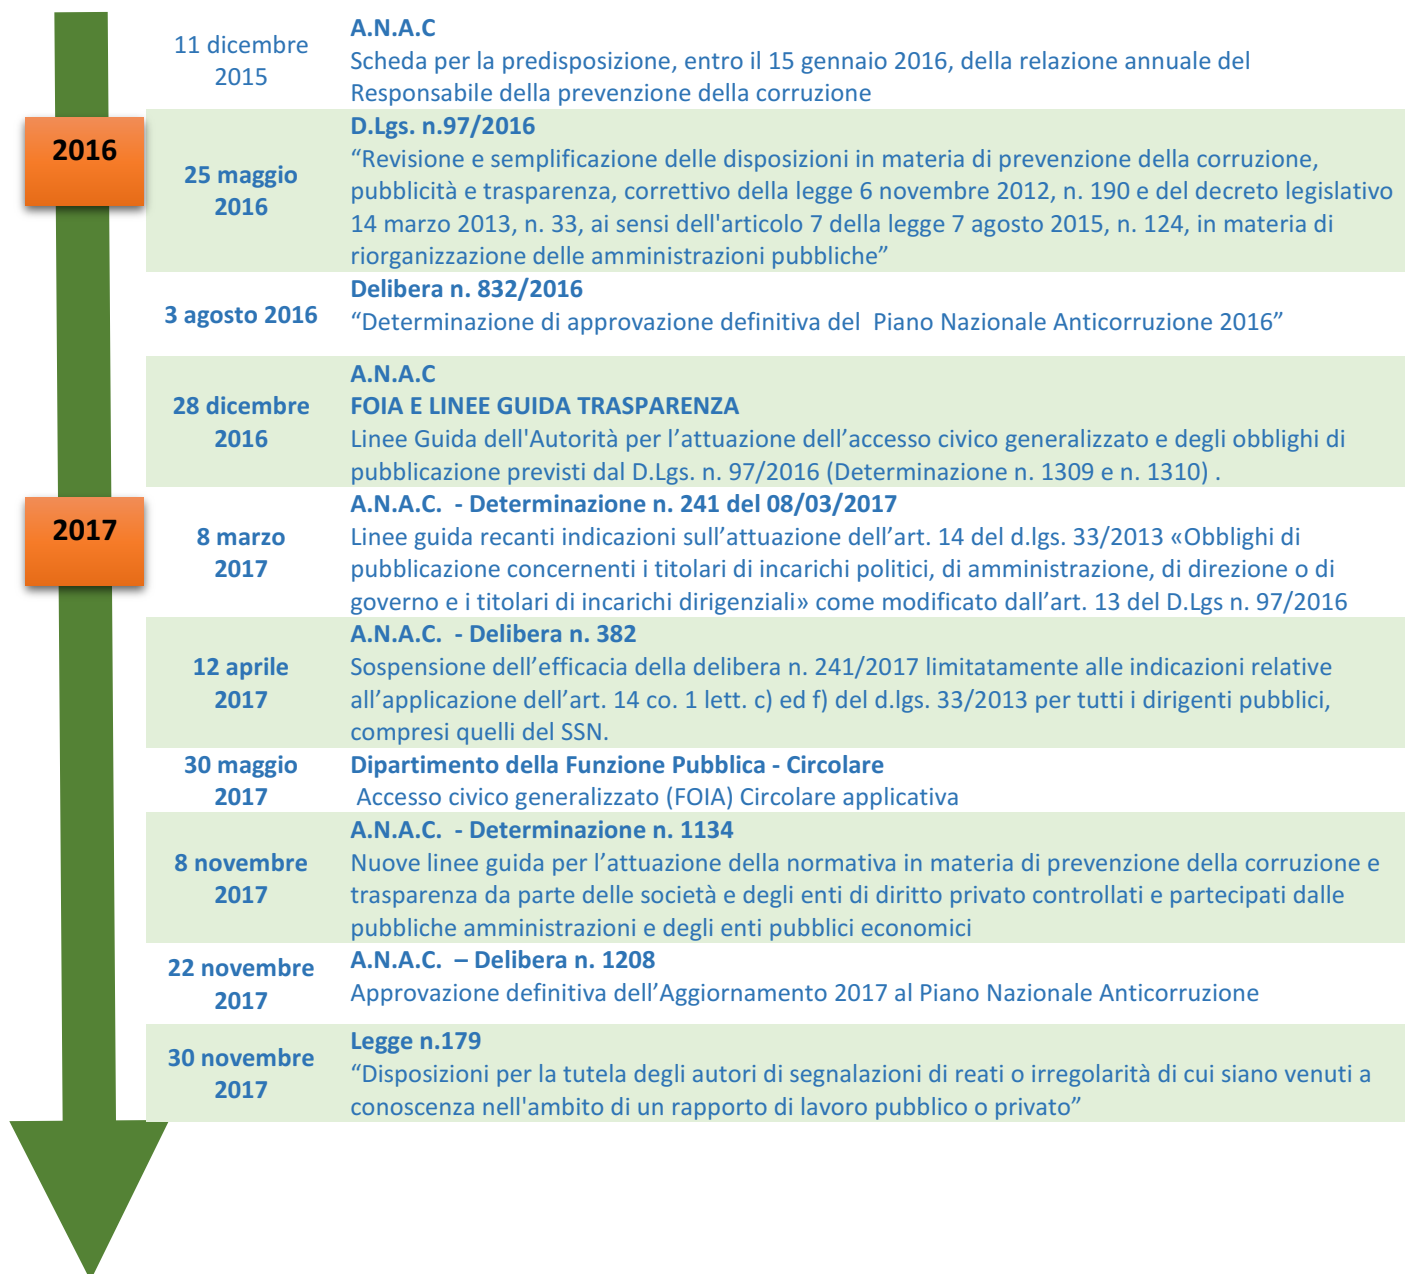 A.N.A.C
11 dicembre
2015
Scheda per la predisposizione, entro il 15 gennaio 2016, della relazione annuale del
Responsabile della prevenzione della corruzione
2016
25 maggio
2016
D.Lgs. n.97/2016
“Revisione e semplificazione delle disposizioni in materia di prevenzione della corruzione,
pubblicità e trasparenza, correttivo della legge 6 novembre 2012, n. 190 e del decreto legislativo
14 marzo 2013, n. 33, ai sensi dell'articolo 7 della legge 7 agosto 2015, n. 124, in materia di
riorganizzazione delle amministrazioni pubbliche”
3 agosto 2016
Delibera n. 832/2016
“Determinazione di approvazione definitiva del  Piano Nazionale Anticorruzione 2016”
28 dicembre
2016
A.N.A.C
FOIA E LINEE GUIDA TRASPARENZA
Linee Guida dell'Autorità per l’attuazione dell’accesso civico generalizzato e degli obblighi di
pubblicazione previsti dal D.Lgs. n. 97/2016 (Determinazione n. 1309 e n. 1310) .
2017
8 marzo
2017
A.N.A.C.  - Determinazione n. 241 del 08/03/2017
Linee guida recanti indicazioni sull’attuazione dell’art. 14 del d.lgs. 33/2013 «Obblighi di
pubblicazione concernenti i titolari di incarichi politici, di amministrazione, di direzione o di
governo e i titolari di incarichi dirigenziali» come modificato dall’art. 13 del D.Lgs n. 97/2016
12 aprile
2017
A.N.A.C.  - Delibera n. 382
Sospensione dell’efficacia della delibera n. 241/2017 limitatamente alle indicazioni relative
all’applicazione dell’art. 14 co. 1 lett. c) ed f) del d.lgs. 33/2013 per tutti i dirigenti pubblici,
compresi quelli del SSN.
30 maggio
2017
Dipartimento della Funzione Pubblica - Circolare
Accesso civico generalizzato (FOIA) Circolare applicativa
8 novembre
2017
A.N.A.C.  - Determinazione n. 1134
Nuove linee guida per l’attuazione della normativa in materia di prevenzione della corruzione e
trasparenza da parte delle società e degli enti di diritto privato controllati e partecipati dalle
pubbliche amministrazioni e degli enti pubblici economici
22 novembre
2017
A.N.A.C.  – Delibera n. 1208
Approvazione definitiva dell’Aggiornamento 2017 al Piano Nazionale Anticorruzione
30 novembre
2017
Legge n.179
“Disposizioni per la tutela degli autori di segnalazioni di reati o irregolarità di cui siano venuti a
conoscenza nell'ambito di un rapporto di lavoro pubblico o privato”